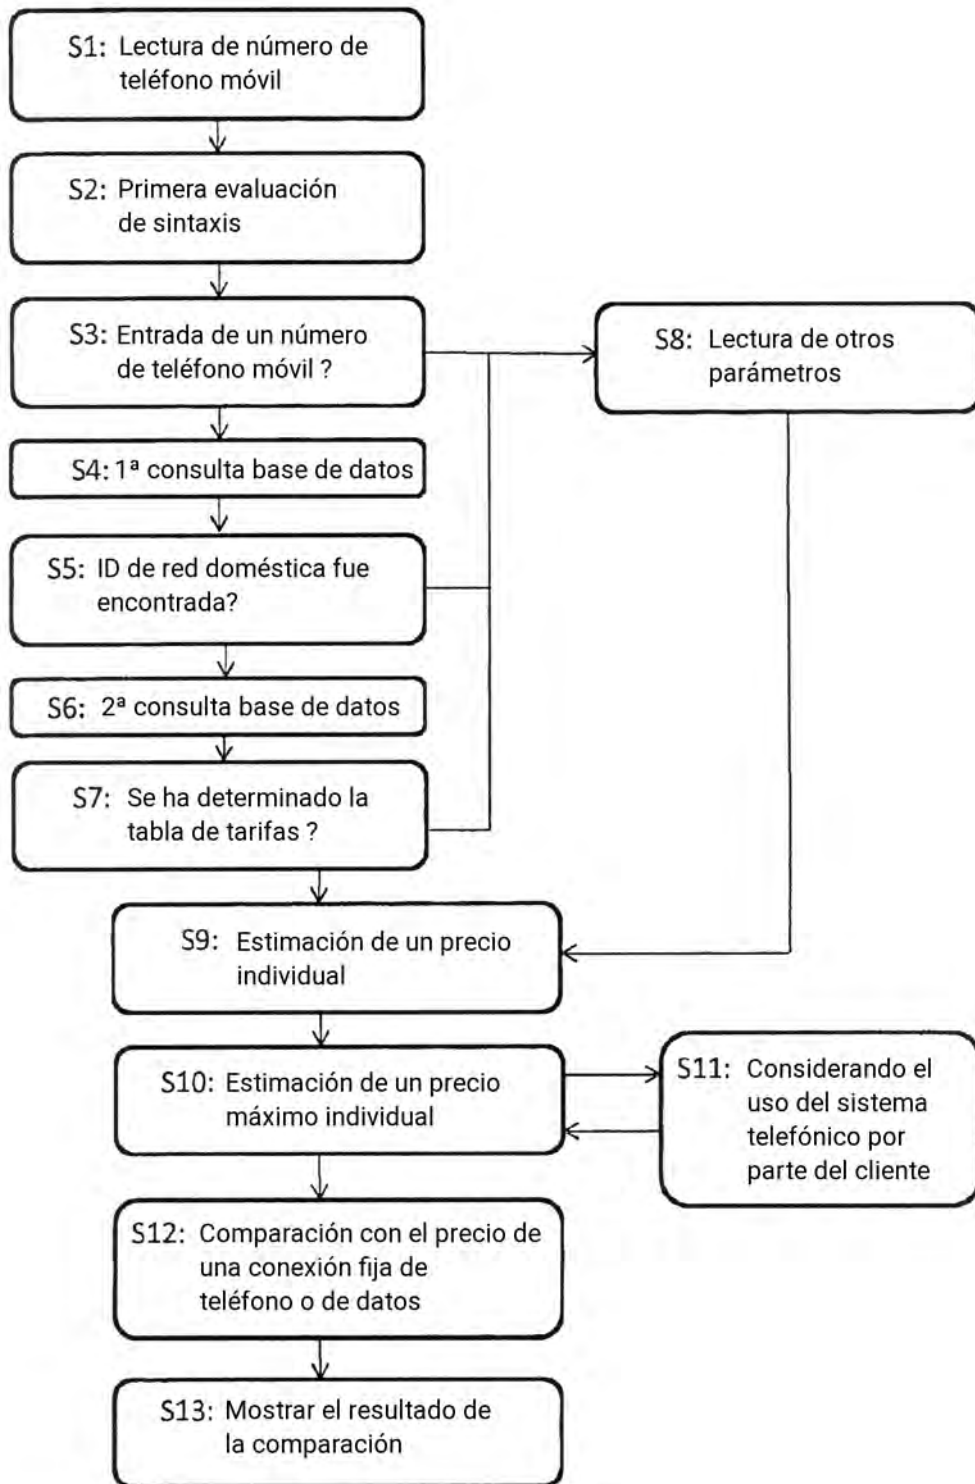 S1: Lectura de número de
teléfono móvil
S2: Primera evaluación
de sintaxis
S3: Entrada de un número
de teléfono móvil ?
S8: Lectura de otros
parámetros
S4: 1ª consulta base de datos
S5: ID de red doméstica fue
encontrada?
S6: 2ª consulta base de datos
S7: Se ha determinado la
tabla de tarifas ?
S9: Estimación de un precio
individual
S10: Estimación de un precio
máximo individual
S11: Considerando el
uso del sistema
telefónico por
parte del cliente
S12: Comparación con el precio de
una conexión fija de
teléfono o de datos
S13: Mostrar el resultado de
la comparación